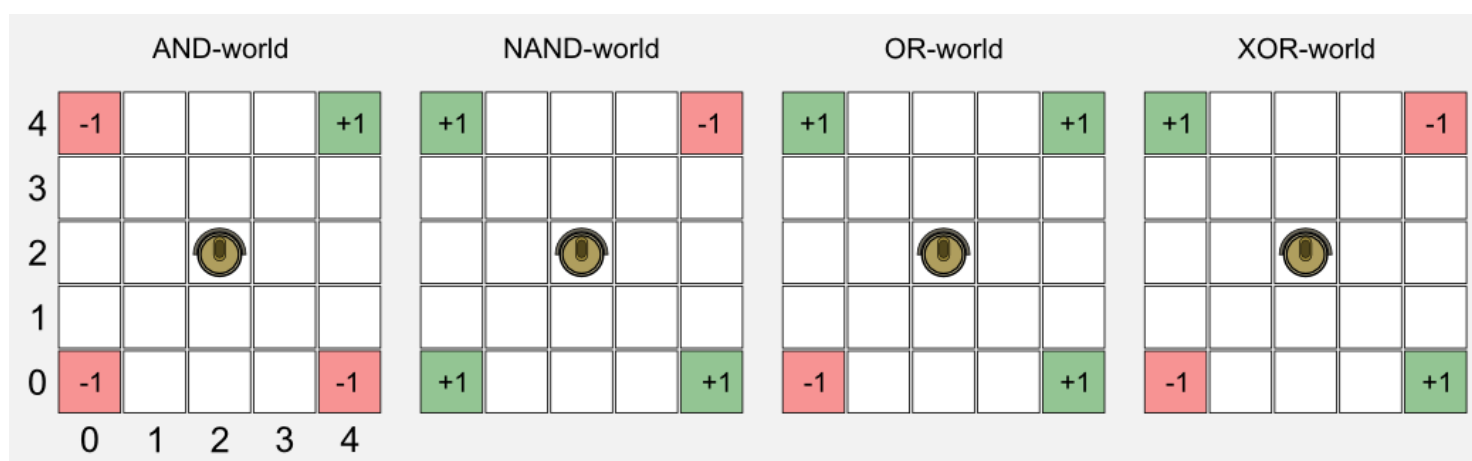 AND-world NAND-world OR-world XOR-world
4 -1 +1 +1 -1 +1 +1 +1 -1
3
2
1
0 -1 -1 +1 +1 -1 +1 -1 +1
0 1 2 3 4